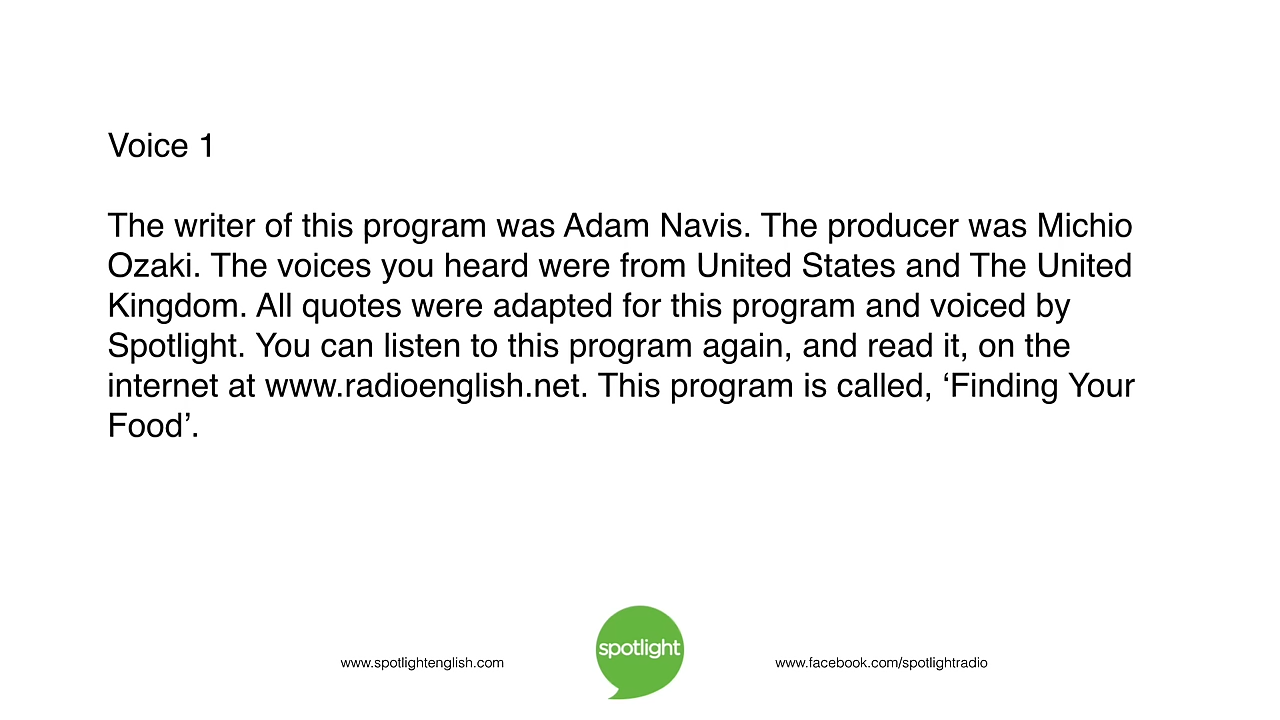 Voice 1
The writer of this program was Adam Navis. The producer was Michio
Ozaki. The voices you heard were from United States and The United
Kingdom. All quotes were adapted for this program and voiced by
Spotlight. You can listen to this program again, and read it, on the
internet at www.radioenglish.net. This program is called, ‘Finding Your
Food’.
www.spotlightenglish.com
spotlight
www.facebook.com/spotlightradio